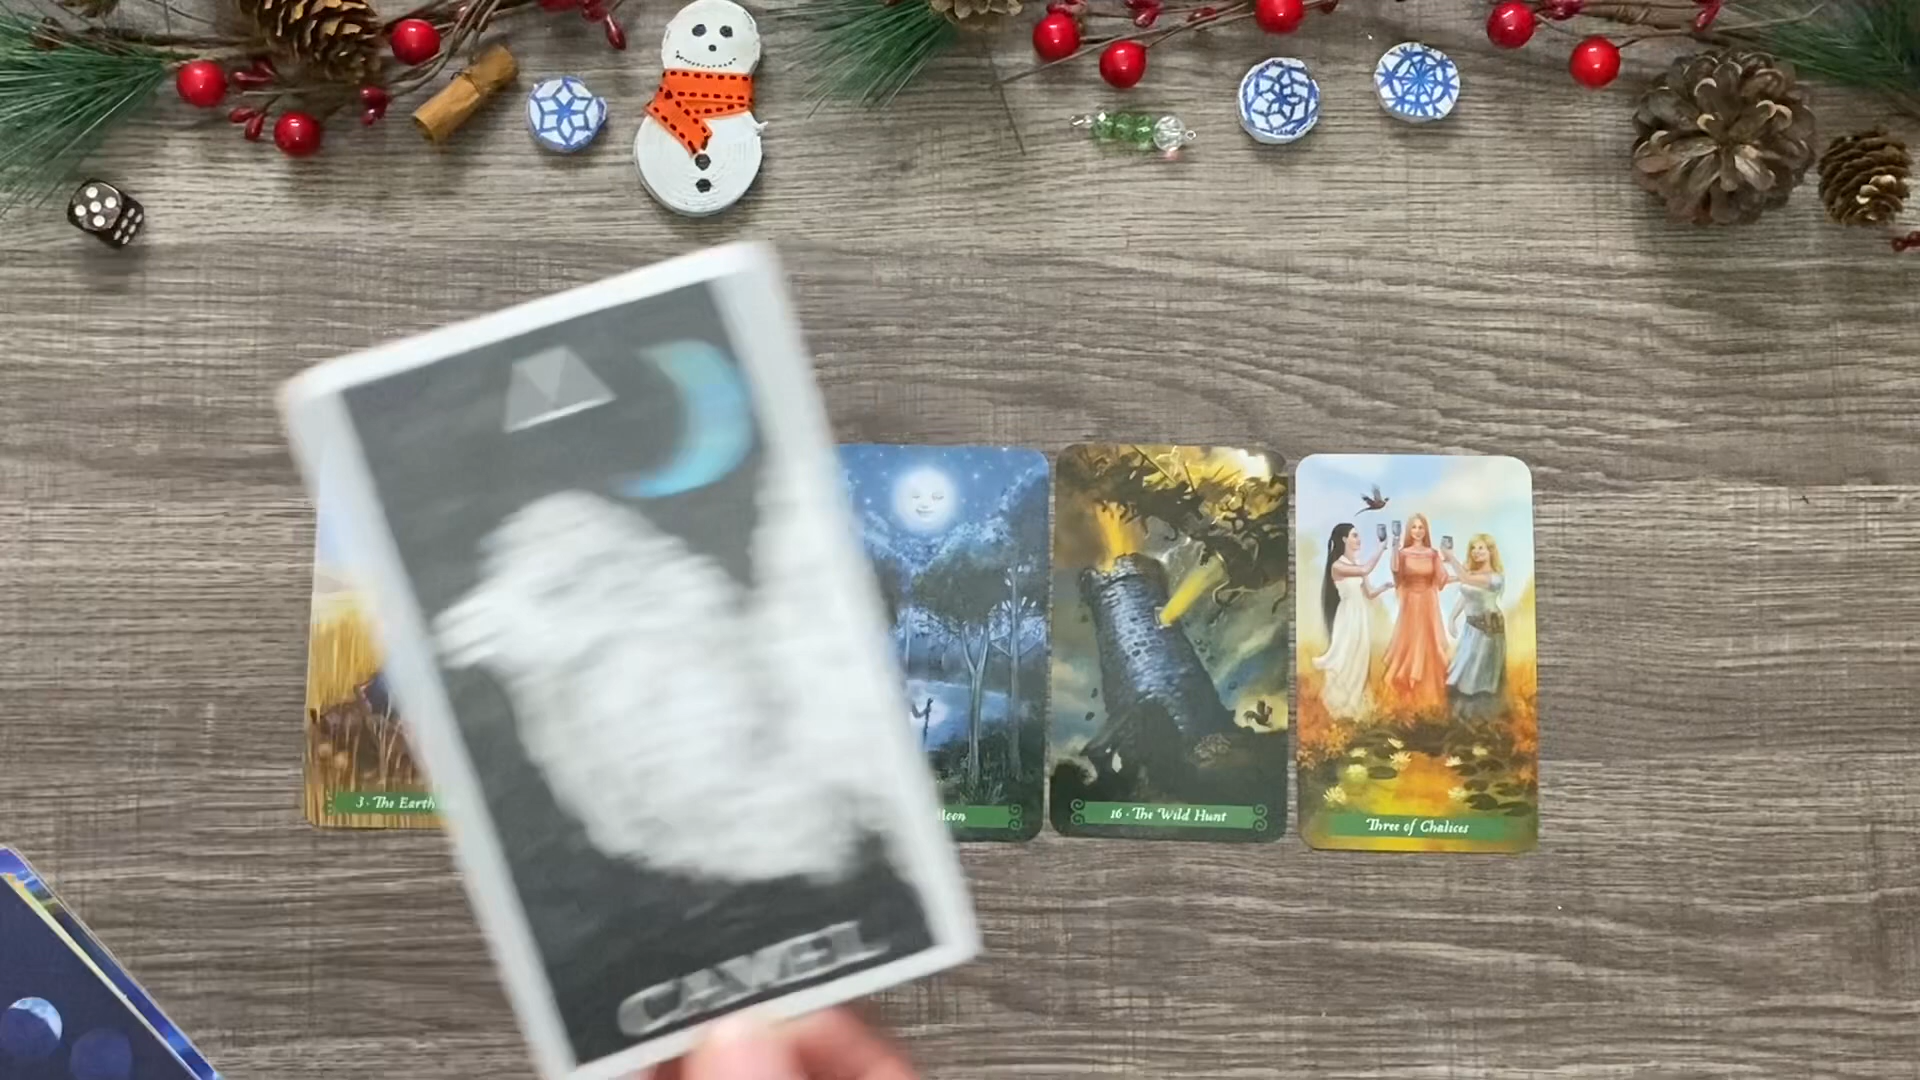 3 · The Earth
Moon
16 · The Wild Hunt
Three of Chalices
CAMEL